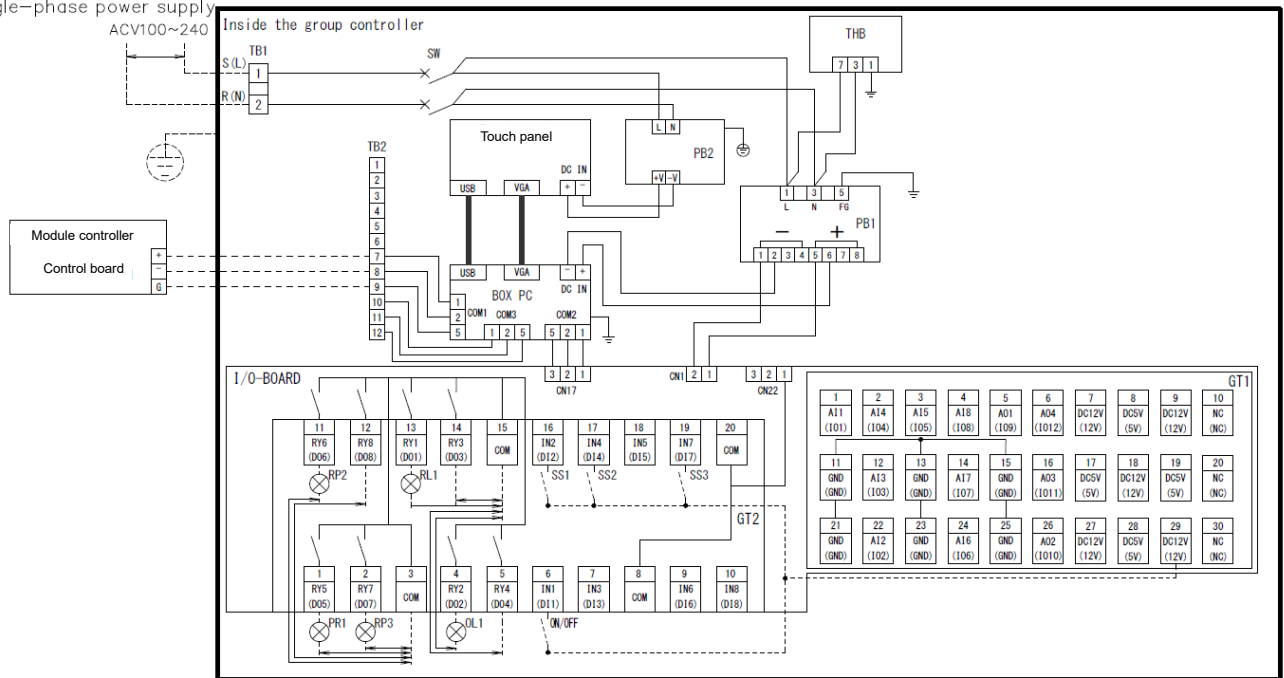 gle-phase power supply
ACV100~240
Inside the group controller
THB
7 3 1
S(L)
TB1
1
SW
R(N)
2
Touch panel
DC IN
+ -
USB
VGA
L N
PB2
+V -V
TB2
1
2
3
4
5
6
7
8
9
10
11
12
1 3 5
L N FG
PB1
- +
1 2 3 4 5 6 7 8
Module controller
Control board
+
-
G
USB
VGA
- +
DC IN
BOX PC
1
2
5
COM1
COM3
1 2 5
COM2
5 2 1
I/O-BOARD
3 2 1
CN17
CN1
2 1
3 2 1
CN22
GT1
1 2 3 4 5 6 7 8 9 10
AI1 AI4 AI5 AI8 AO1 AO4 DC12V DC5V DC12V NC
(IO1) (IO4) (IO5) (IO8) (IO9) (IO12) (12V) (5V) (12V) (NC)
11 12 13 14 15 16 17 18 19 20
GND AI3 GND AI7 GND AO3 DC5V DC12V DC5V NC
(GND) (IO3) (GND) (IO7) (GND) (IO11) (5V) (12V) (5V) (NC)
21 22 23 24 25 26 27 28 29 30
GND AI2 GND AI6 GND AO2 DC12V DC5V DC12V NC
(GND) (IO2) (GND) (IO6) (GND) (IO10) (12V) (5V) (12V) (NC)
11 12 13 14 15 16 17 18 19 20
RY6 RY8 RY1 RY3 COM IN2 IN4 IN5 IN7 COM
(DO6) (DO8) (DO1) (DO3) (DI2) (DI4) (DI5) (DI7)
RP2
RL1
SS1
SS2
SS3
GT2
1 2 3 4 5 6 7 8 9 10
RY5 RY7 COM RY2 RY4 IN1 IN3 COM IN6 IN8
(DO5) (DO7) (DO2) (DO4) (DI1) (DI3) (DI6) (DI8)
PR1
RP3
OL1
ON/OFF